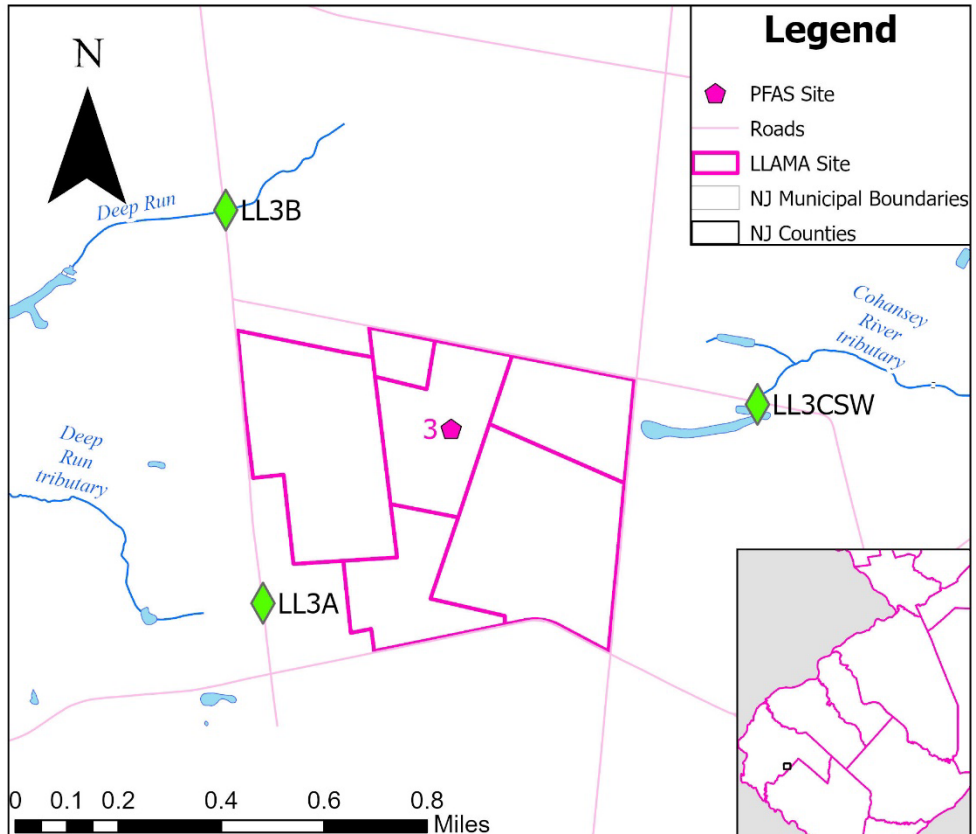 Legend
PFAS Site
Roads
LLAMA Site
NJ Municipal Boundaries
NJ Counties
N
Deep Run
LL3B
Cohansey
River
tributary
LL3CSW
3
Deep
Run
tributary
LL3A
0 0.1 0.2 0.4 0.6 0.8
Miles